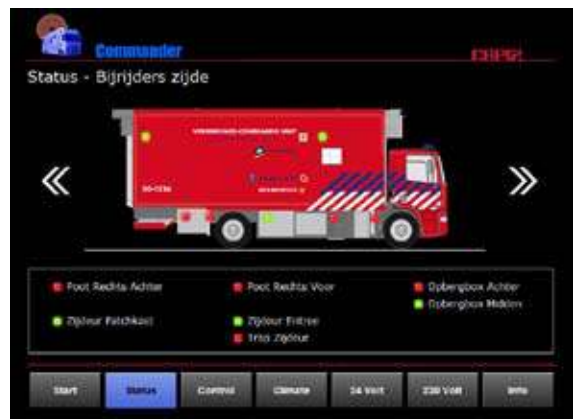 Commander
Status - Bijrijders zijde
Poot Rechts Achter
Poot Rechts Voor
Opbergbox Achter
Opbergbox Midden
Zijdeur Patchkast
Zijdeur Entree
Trap Zijdeur
Start
Status
Control
Climate
24 Volt
230 Volt
Info